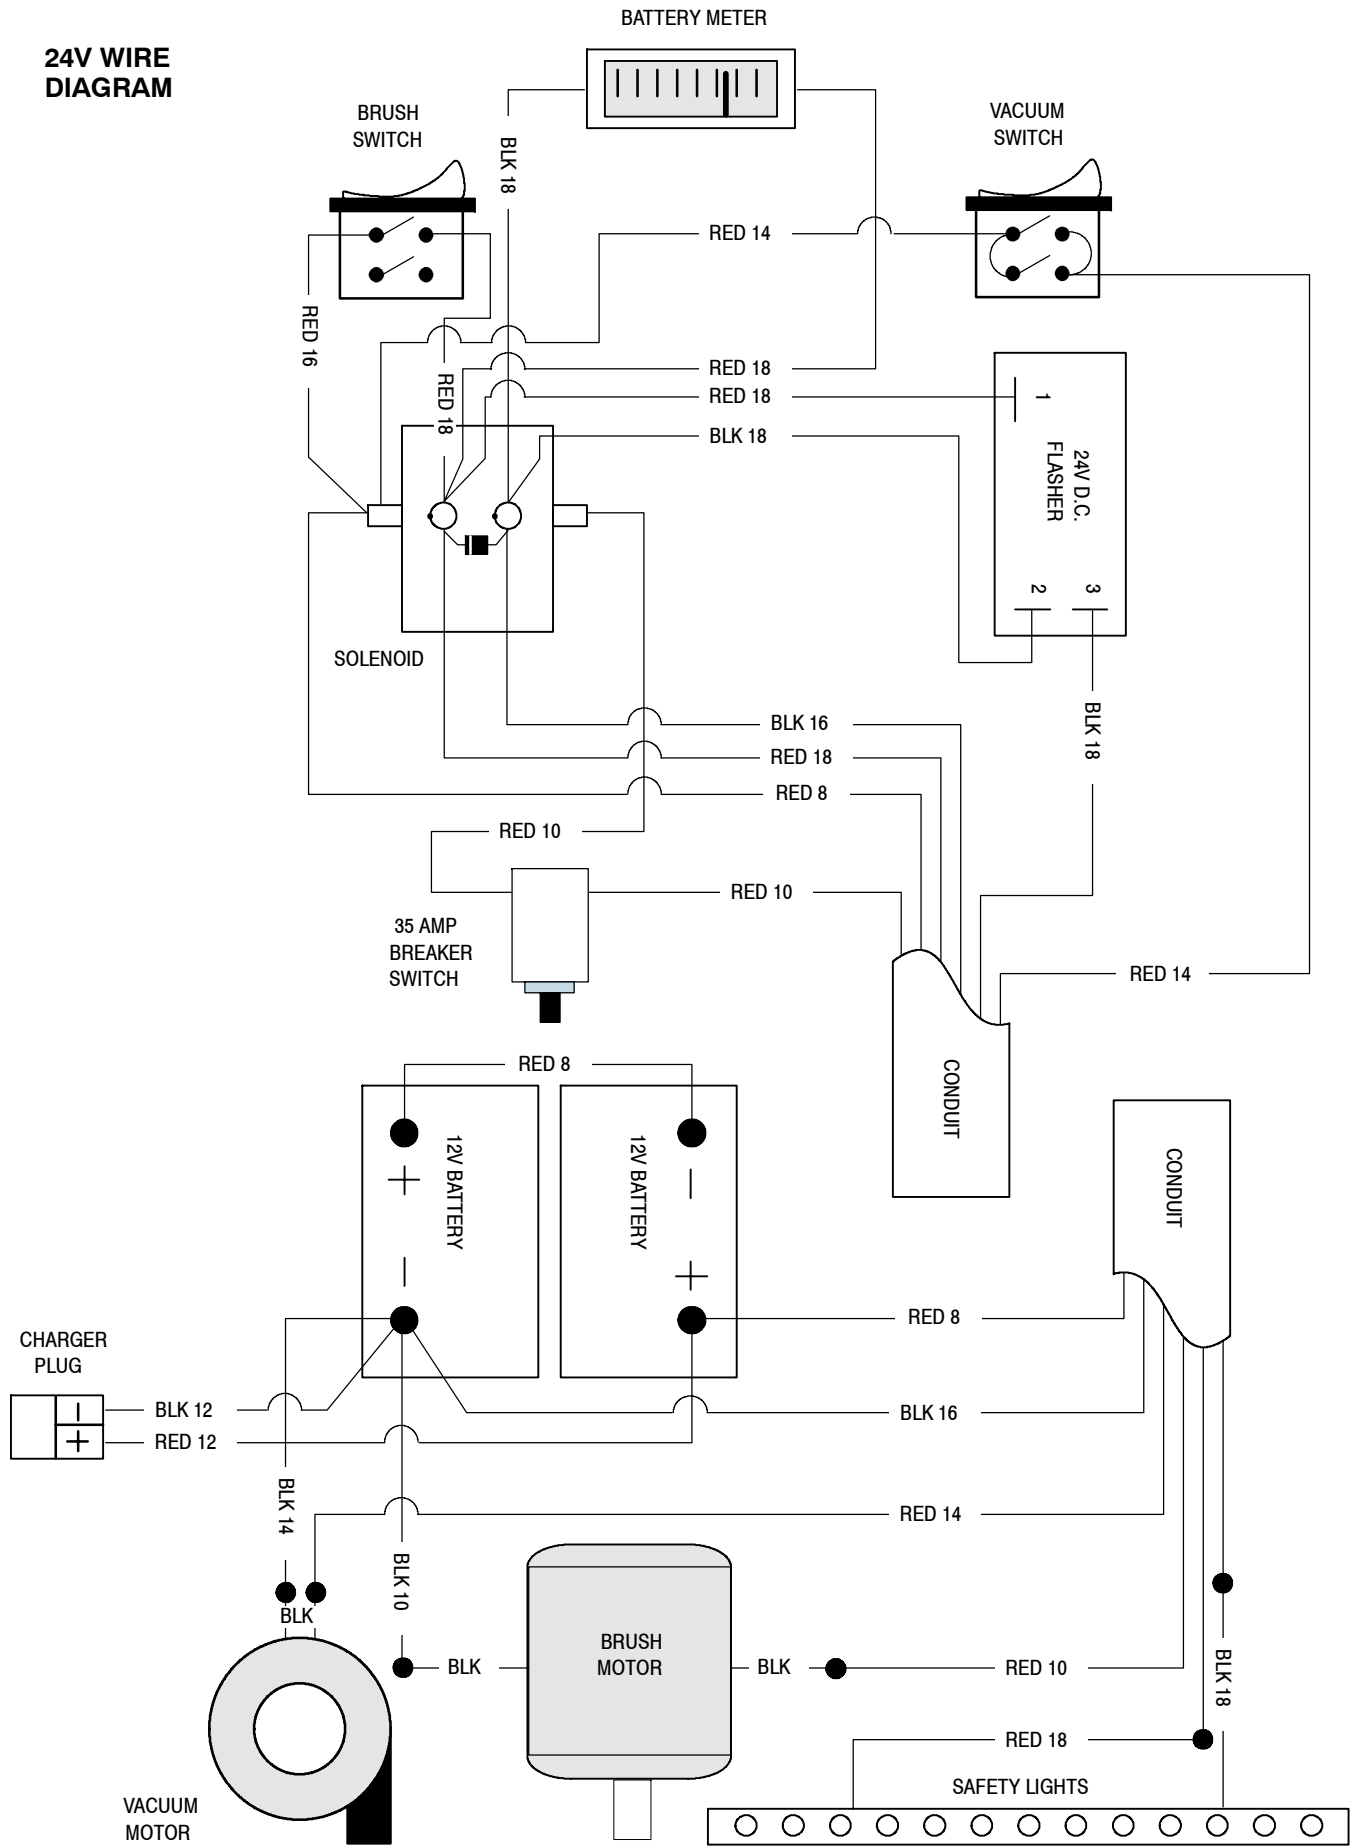 BATTERY METER
24V WIRE
DIAGRAM
BRUSH
SWITCH
VACUUM
SWITCH
BLK 18
RED 14
RED 16
RED 18
RED 18
RED 18
BLK 18
1
24V D.C.
FLASHER
2
3
SOLENOID
BLK 16
BLK 18
RED 18
RED 8
RED 10
RED 10
35 AMP
BREAKER
SWITCH
RED 14
RED 8
CONDUIT
12V BATTERY
12V BATTERY
+
−
CONDUIT
−
+
RED 8
CHARGER
PLUG
−
BLK 12
BLK 16
+
RED 12
BLK 14
RED 14
BLK 10
BLK
BRUSH
MOTOR
BLK
BLK
RED 10
BLK 18
RED 18
SAFETY LIGHTS
VACUUM
MOTOR